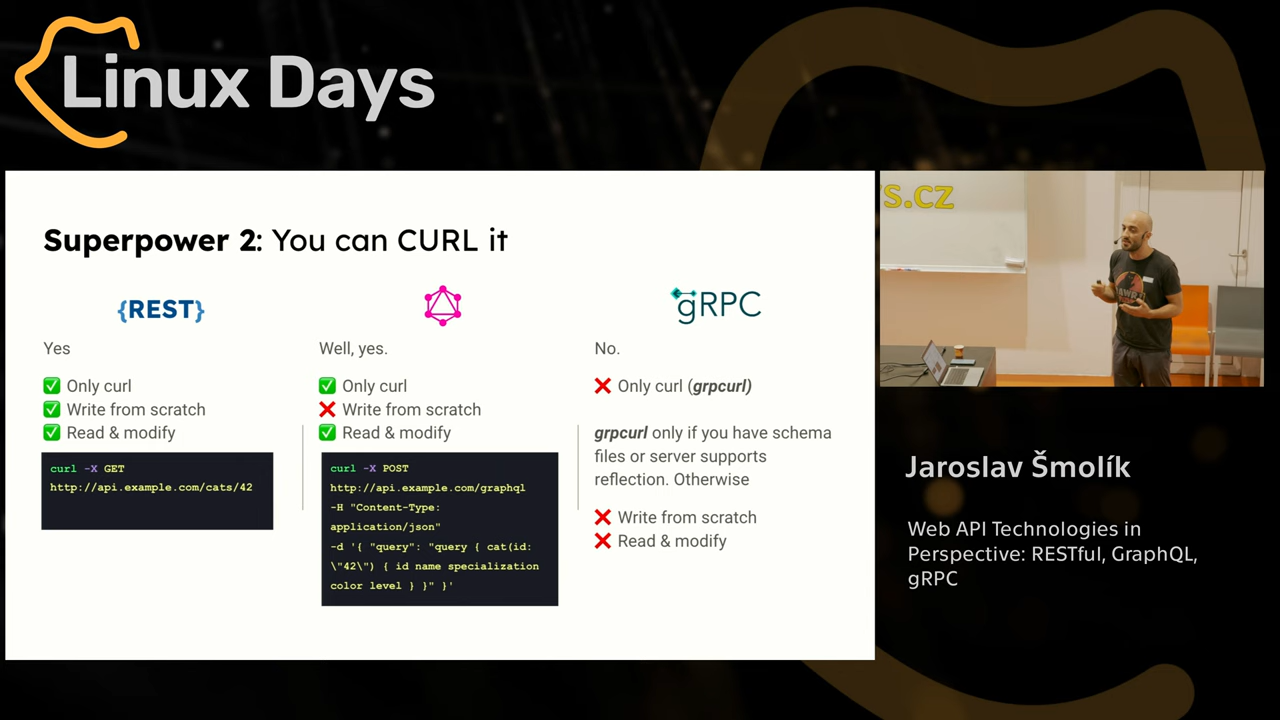 Linux Days
Superpower 2: You can CURL it
{REST}
Yes
Only curl
Write from scratch
Read & modify
curl -X GET
http://api.example.com/cats/42
Well, yes.
Only curl
Write from scratch
Read & modify
curl -X POST
http://api.example.com/graphql
-H "Content-Type:
application/json"
-d '{ "query": "query { cat(id:
\"42\") { id name specialization
color level } }" }'
gRPC
No.
Only curl (grpcurl)
grpcurl only if you have schema
files or server supports
reflection. Otherwise
Write from scratch
Read & modify
s.cz
Jaroslav Šmolík
Web API Technologies in
Perspective: RESTful, GraphQL,
gRPC